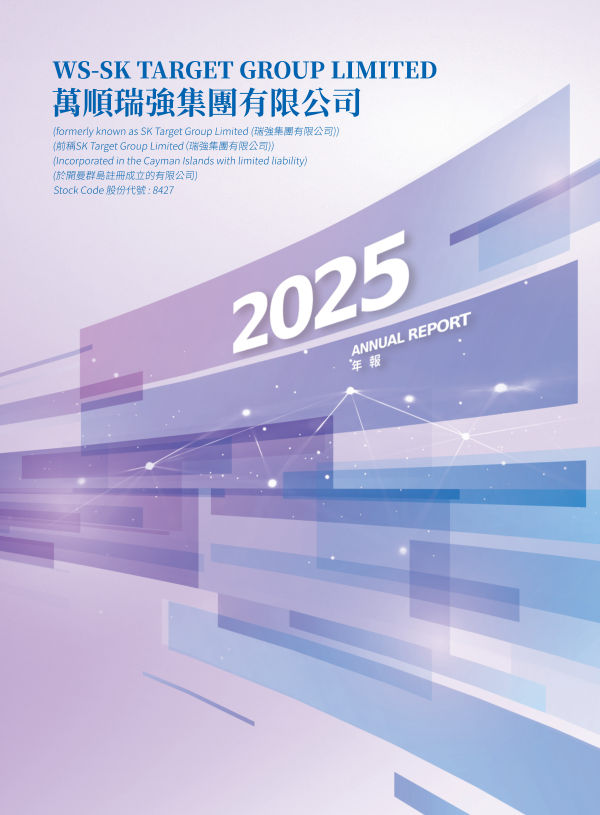 WS-SK TARGET GROUP LIMITED
萬順瑞強集團有限公司
(formerly known as SK Target Group Limited (瑞強集團有限公司))
(前稱SK Target Group Limited (瑞強集團有限公司))
(Incorporated in the Cayman Islands with limited liability)
(於開曼群島註冊成立的有限公司)
Stock Code 股份代號 : 8427
2025
ANNUAL REPORT
年報